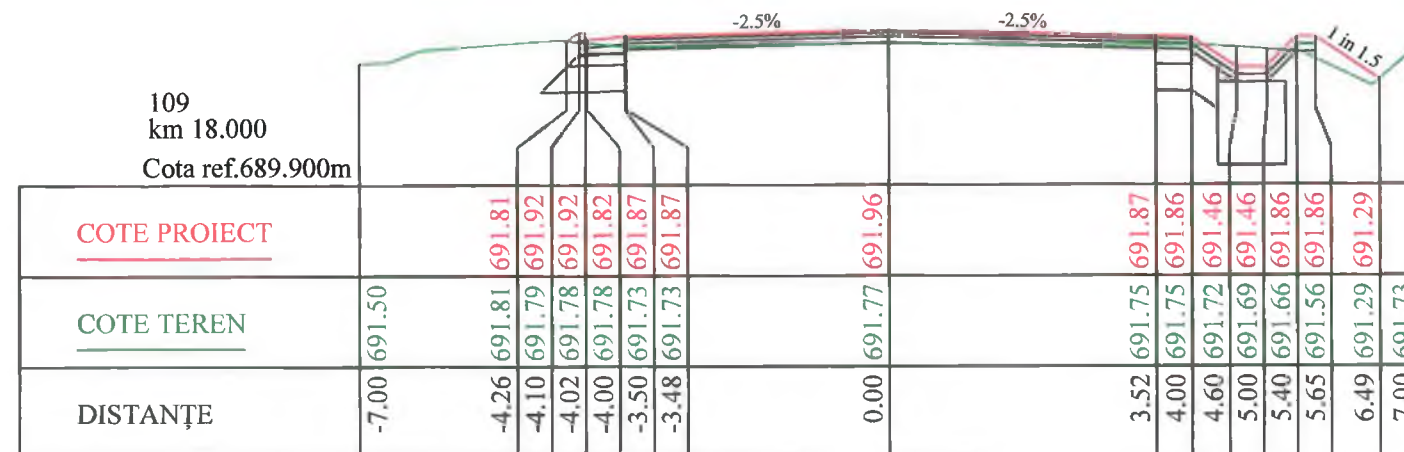 -2.5% -2.5%
1 in 1.5
109
km 18.000
Cota ref.689.900m
COTE PROIECT 691.81 691.92 691.92 691.82 691.87 691.87 691.96 691.87 691.86 691.46 691.46 691.86 691.86 691.29
COTE TEREN 691.50 691.81 691.79 691.78 691.78 691.73 691.73 691.77 691.75 691.75 691.72 691.69 691.66 691.56 691.29 691.73
DISTANȚE -7.00 -4.26 -4.10 -4.02 -4.00 -3.50 -3.48 0.00 3.52 4.00 4.60 5.00 5.40 5.65 6.49 7.00